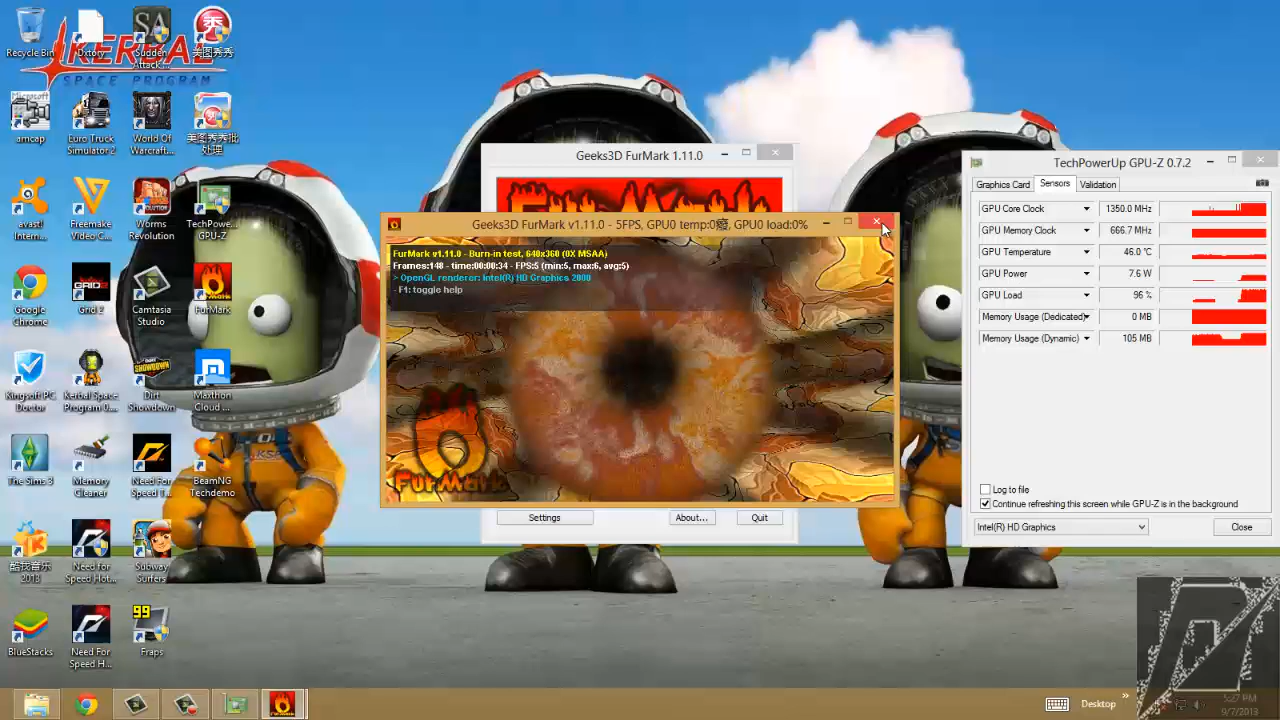 KERBAL
SPACE PROGRAM
Recycle Bin
Dxtory
Sudden
Attack...
美图秀秀
amcap
Euro Truck
Simulator 2
World Of
Warcraft...
美图秀秀批
处理
avast!
Intern...
Freemake
Video C...
Worms
Revolution
TechPowe...
GPU-Z
Google
Chrome
Grid 2
Camtasia
Studio
FurMark
Kingsoft PC
Doctor
Kerbal Space
Program 0....
Dirt
Showdown
Maxthon
Cloud ...
The Sims 3
Memory
Cleaner
Need For
Speed T...
BeamNG
Techdemo
酷我音乐
2013
Need for
Speed Hot...
Subway
Surfers
BlueStacks
Need For
Speed H...
99
Fraps
Geeks3D FurMark 1.11.0
Geeks3D FurMark v1.11.0 - 5FPS, GPU0 temp:0癈, GPU0 load:0%
FurMark v1.11.0 - Burn-in test, 640x360 (0X MSAA)
Frames:148 - time:00:00:34 - FPS:5 (min:5, max:6, avg:5)
> OpenGL renderer: Intel(R) HD Graphics 2000
- F1: toggle help
FurMark
Settings
About...
Quit
TechPowerUp GPU-Z 0.7.2
Graphics Card
Sensors
Validation
GPU Core Clock 1350.0 MHz
GPU Memory Clock 666.7 MHz
GPU Temperature 46.0 °C
GPU Power 7.6 W
GPU Load 96 %
Memory Usage (Dedicated) 0 MB
Memory Usage (Dynamic) 105 MB
Log to file
Continue refreshing this screen while GPU-Z is in the background
Intel(R) HD Graphics
Close
Desktop
5:27 PM
9/7/2013